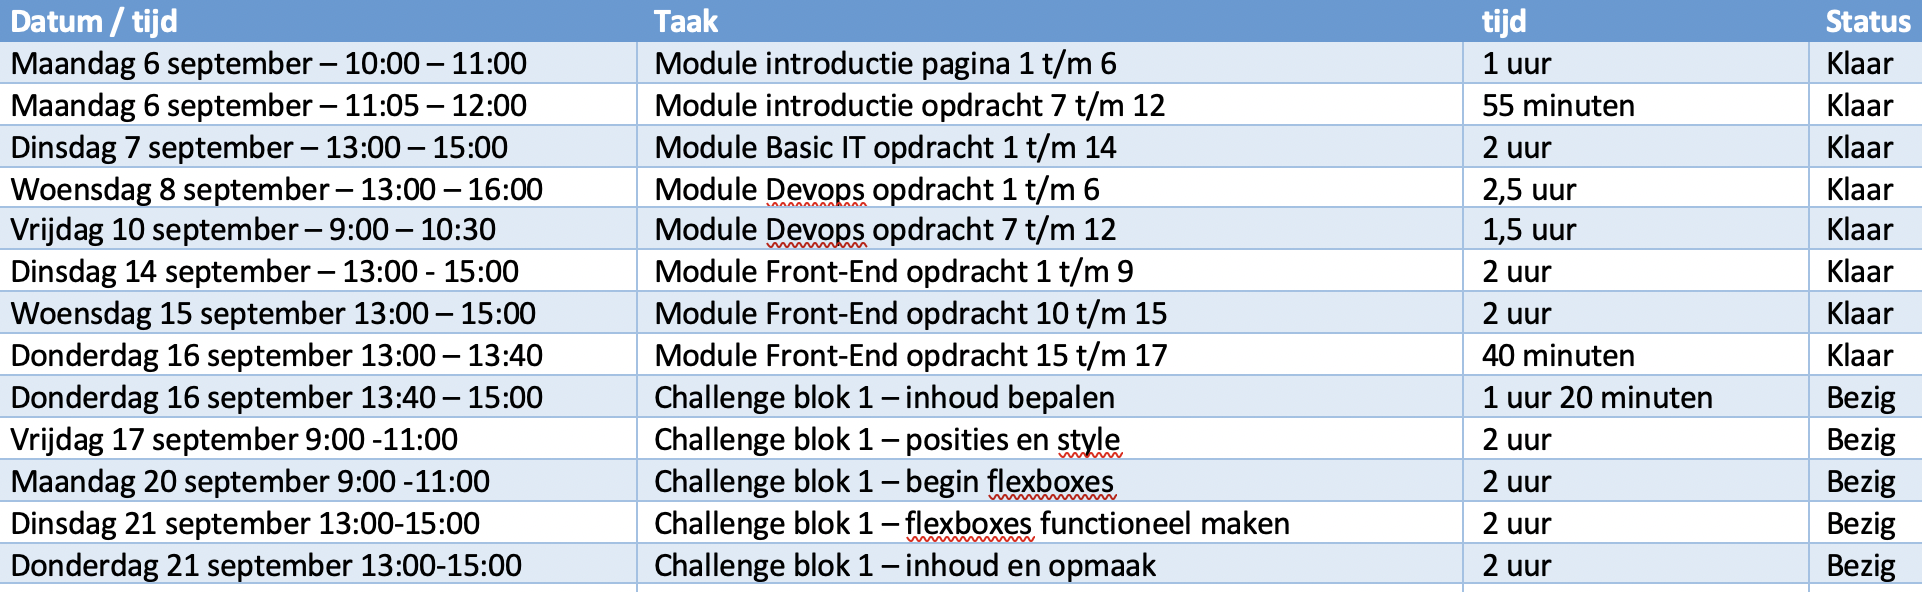 Datum / tijd Taak tijd Status
Maandag 6 september – 10:00 – 11:00 Module introductie pagina 1 t/m 6 1 uur Klaar
Maandag 6 september – 11:05 – 12:00 Module introductie opdracht 7 t/m 12 55 minuten Klaar
Dinsdag 7 september – 13:00 – 15:00 Module Basic IT opdracht 1 t/m 14 2 uur Klaar
Woensdag 8 september – 13:00 – 16:00 Module Devops opdracht 1 t/m 6 2,5 uur Klaar
Vrijdag 10 september – 9:00 – 10:30 Module Devops opdracht 7 t/m 12 1,5 uur Klaar
Dinsdag 14 september – 13:00 - 15:00 Module Front-End opdracht 1 t/m 9 2 uur Klaar
Woensdag 15 september 13:00 – 15:00 Module Front-End opdracht 10 t/m 15 2 uur Klaar
Donderdag 16 september 13:00 – 13:40 Module Front-End opdracht 15 t/m 17 40 minuten Klaar
Donderdag 16 september 13:40 – 15:00 Challenge blok 1 – inhoud bepalen 1 uur 20 minuten Bezig
Vrijdag 17 september 9:00 -11:00 Challenge blok 1 – posities en style 2 uur Bezig
Maandag 20 september 9:00 -11:00 Challenge blok 1 – begin flexboxes 2 uur Bezig
Dinsdag 21 september 13:00-15:00 Challenge blok 1 – flexboxes functioneel maken 2 uur Bezig
Donderdag 21 september 13:00-15:00 Challenge blok 1 – inhoud en opmaak 2 uur Bezig